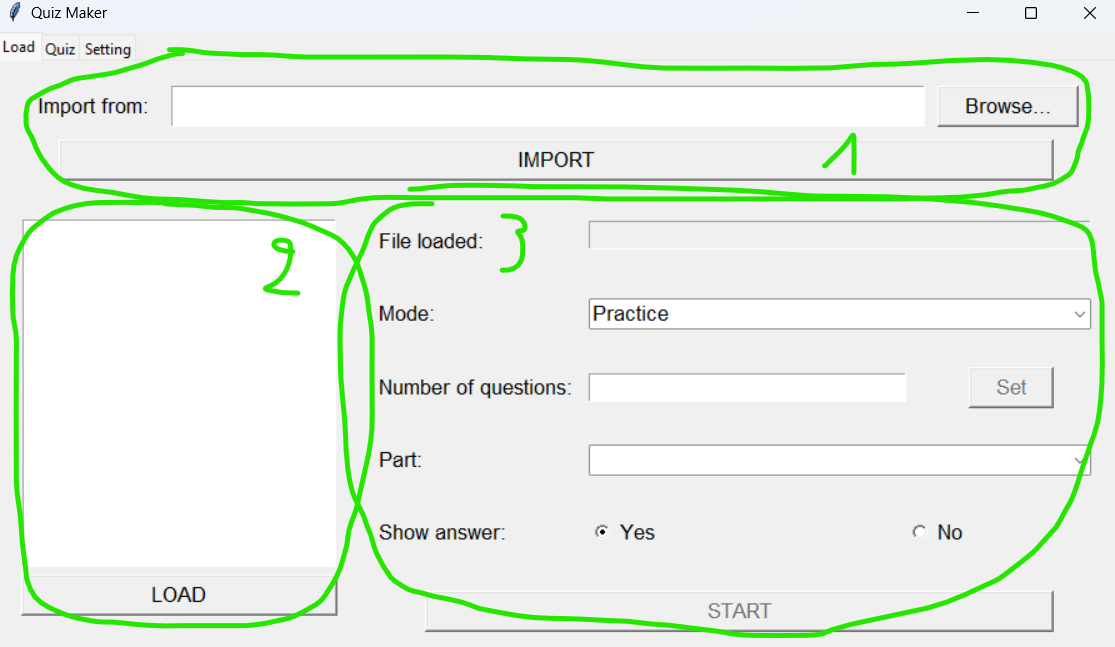 Quiz Maker
Load Quiz Setting
Import from: Browse...
IMPORT
1
2
3
File loaded:
Mode: Practice
Number of questions: Set
Part:
Show answer: Yes No
LOAD
START